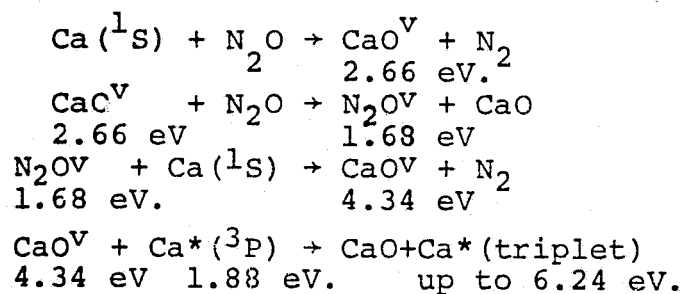 Ca(¹S) + N₂O → CaOᵛ + N₂
2.66 eV.
CaCᵛ + N₂O → N₂Oᵛ + CaO
2.66 eV 1.68 eV
N₂Oᵛ + Ca(¹S) → CaOᵛ + N₂
1.68 eV. 4.34 eV
CaOᵛ + Ca*(³P) → CaO+Ca*(triplet)
4.34 eV 1.88 eV. up to 6.24 eV.